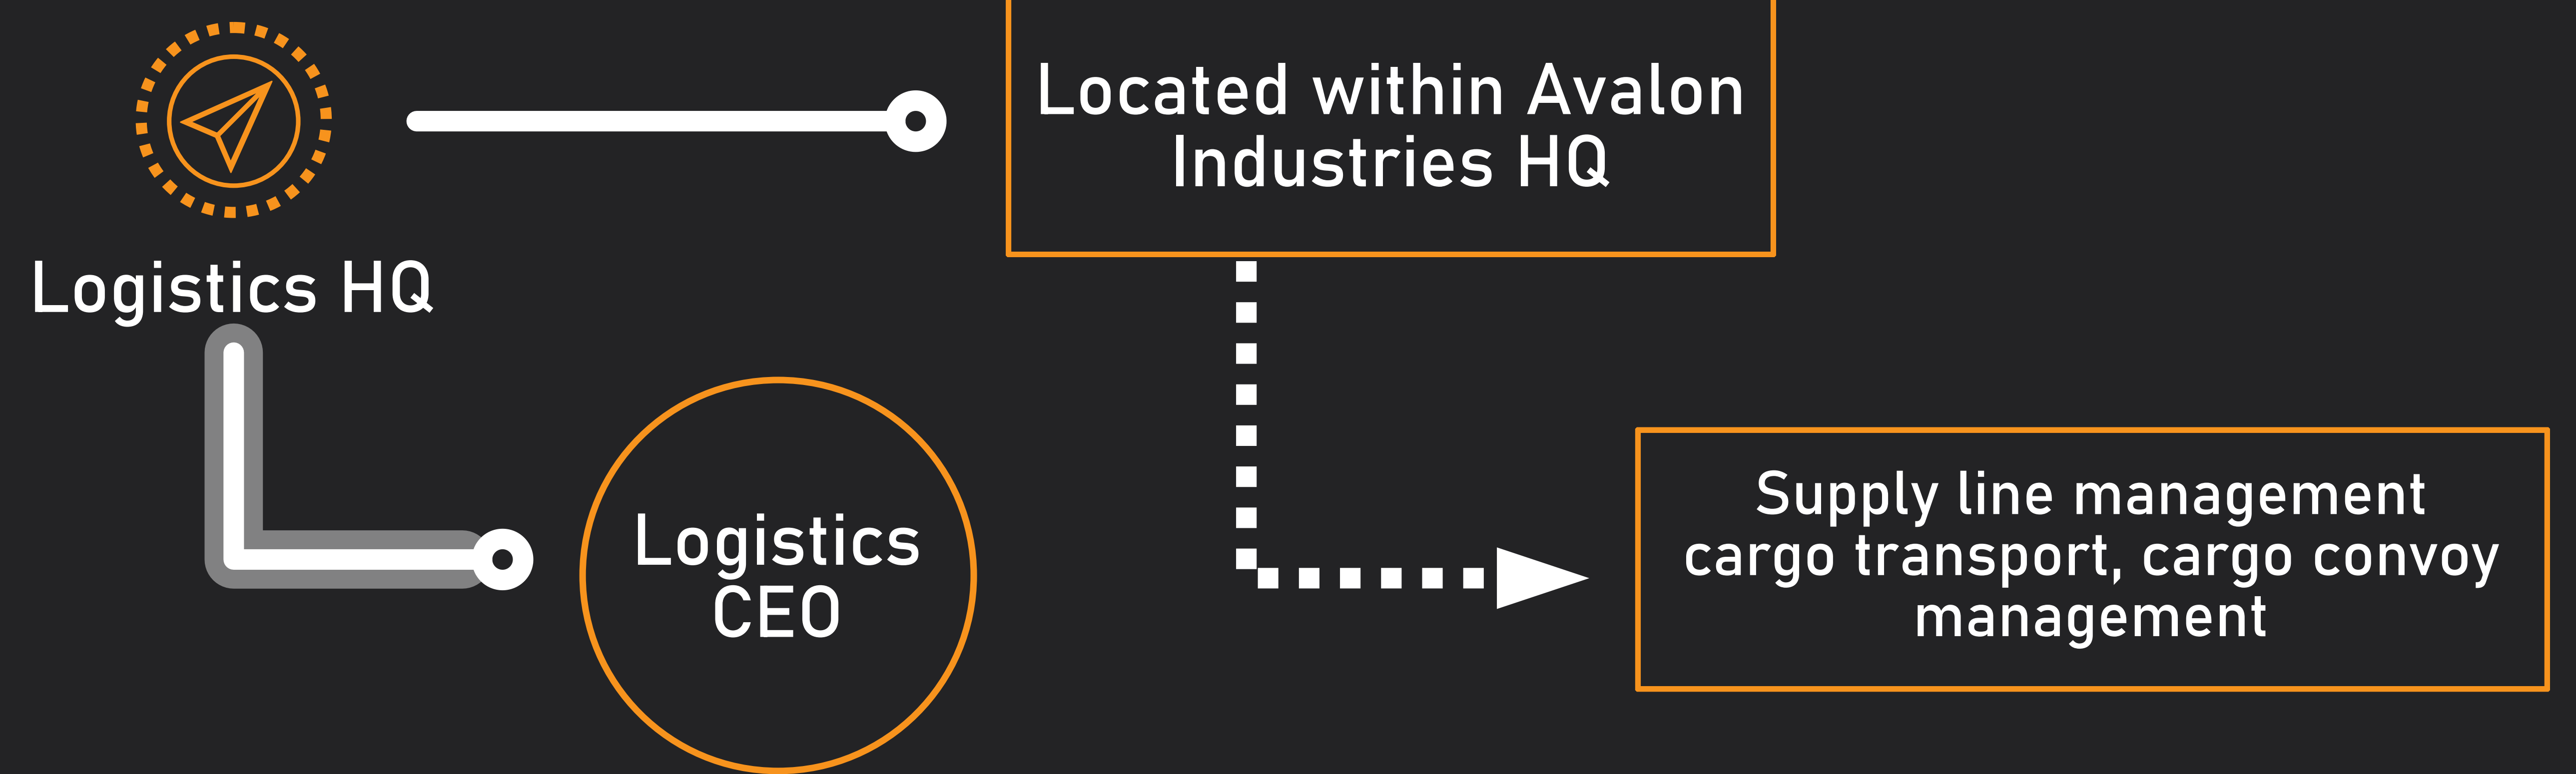 Located within Avalon
Industries HQ
Logistics HQ
Logistics
CEO
Supply line management
cargo transport, cargo convoy
management